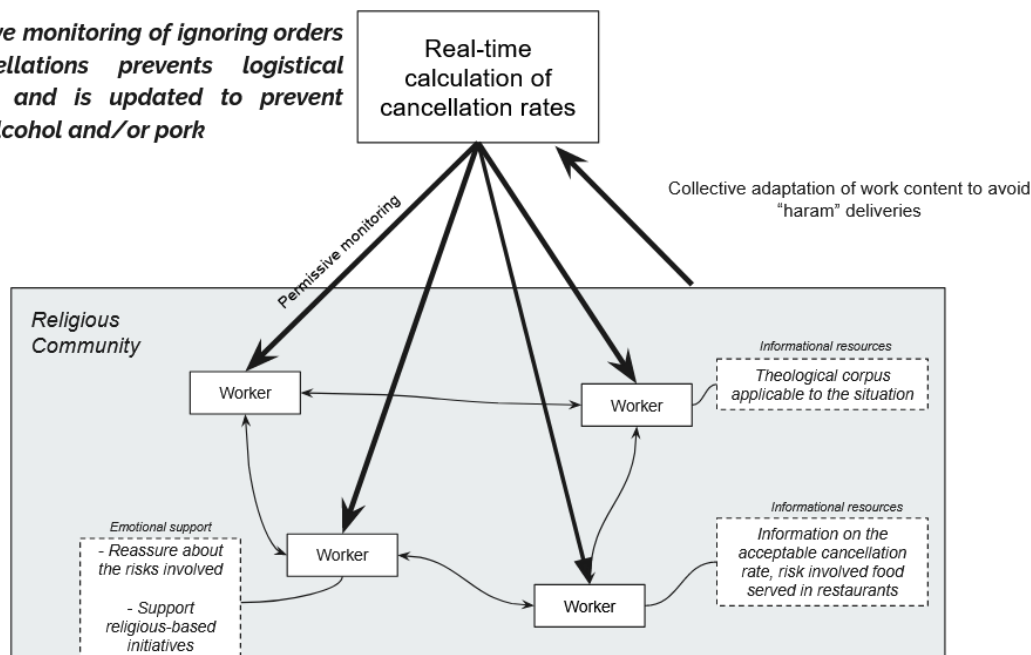 monitoring of ignoring orders
prevents logistical
and is updated to prevent
and/or pork
Real-time
calculation of
cancellation rates
Collective adaptation of work content to avoid
“haram” deliveries
Permissive monitoring
Religious
Community
Worker
Worker
Informational resources
Theological corpus
applicable to the situation
Emotional support
- Reassure about
the risks involved
- Support
religious-based
initiatives
Worker
Worker
Informational resources
Information on the
acceptable cancellation
rate, risk involved food
served in restaurants